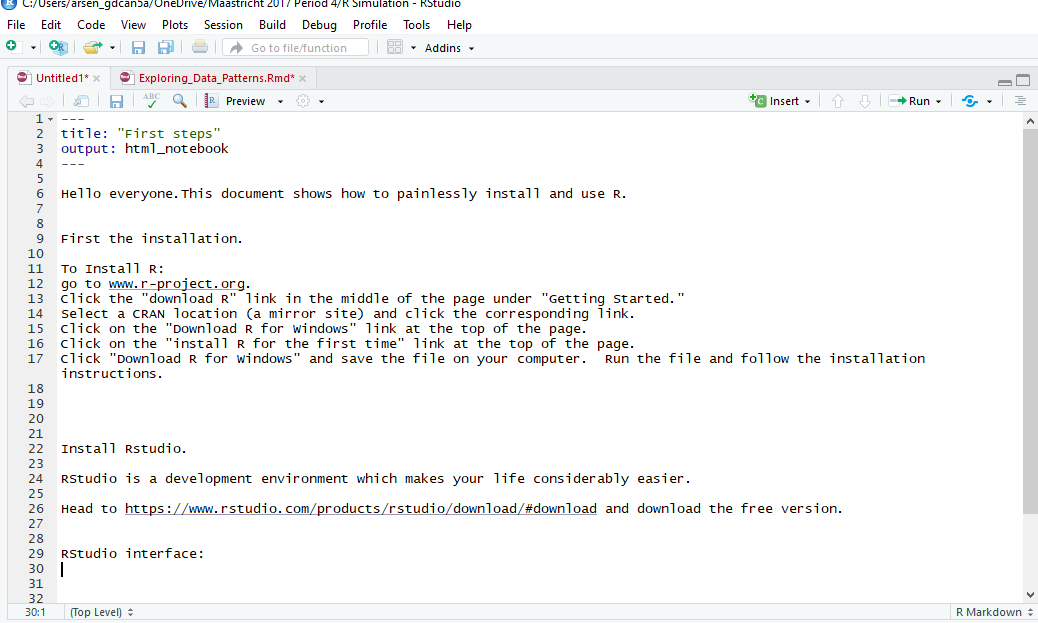 C:/Users/arsen_gdcan5a/OneDrive/Maastricht 2017 Period 4/R Simulation - RStudio
File Edit Code View Plots Session Build Debug Profile Tools Help
Go to file/function Addins
Untitled1* Exploring_Data_Patterns.Rmd*
ABC Preview Insert Run
1 ---
2 title: "First steps"
3 output: html_notebook
4 ---
5
6 Hello everyone.This document shows how to painlessly install and use R.
7
8
9 First the installation.
10
11 To Install R:
12 go to www.r-project.org.
13 Click the "download R" link in the middle of the page under "Getting Started."
14 Select a CRAN location (a mirror site) and click the corresponding link.
15 Click on the "Download R for Windows" link at the top of the page.
16 Click on the "install R for the first time" link at the top of the page.
17 Click "Download R for Windows" and save the file on your computer.  Run the file and follow the installation
instructions.
18
19
20
21
22 Install Rstudio.
23
24 RStudio is a development environment which makes your life considerably easier.
25
26 Head to https://www.rstudio.com/products/rstudio/download/#download and download the free version.
27
28
29 RStudio interface:
30
31
32
30:1 (Top Level) R Markdown